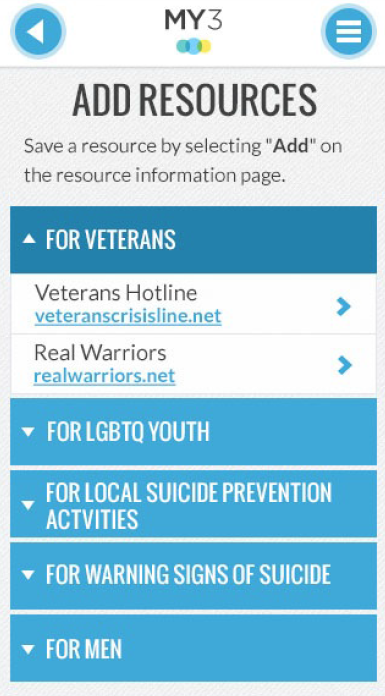 MY3
ADD RESOURCES
Save a resource by selecting "Add" on
the resource information page.
FOR VETERANS
Veterans Hotline
veteranscrisisline.net
Real Warriors
realwarriors.net
FOR LGBTQ YOUTH
FOR LOCAL SUICIDE PREVENTION
ACTVITIES
FOR WARNING SIGNS OF SUICIDE
FOR MEN